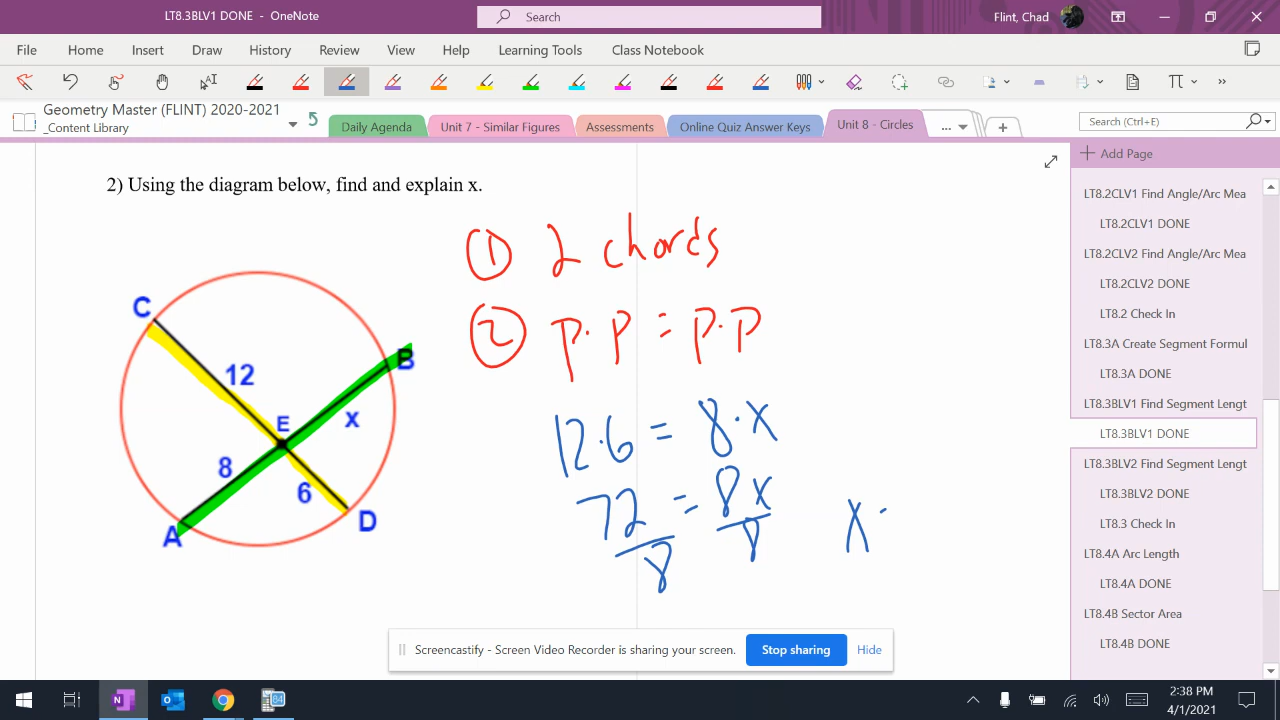 LT8.3BLV1 DONE - OneNote
Search
Flint, Chad
File Home Insert Draw History Review View Help Learning Tools Class Notebook
Geometry Master (FLINT) 2020-2021
_Content Library
Daily Agenda
Unit 7 - Similar Figures
Assessments
Online Quiz Answer Keys
Unit 8 - Circles
...
Search (Ctrl+E)
Add Page
LT8.2CLV1 Find Angle/Arc Mea
LT8.2CLV1 DONE
LT8.2CLV2 Find Angle/Arc Mea
LT8.2CLV2 DONE
LT8.2 Check In
LT8.3A Create Segment Formul
LT8.3A DONE
LT8.3BLV1 Find Segment Lengt
LT8.3BLV1 DONE
LT8.3BLV2 Find Segment Lengt
LT8.3BLV2 DONE
LT8.3 Check In
LT8.4A Arc Length
LT8.4A DONE
LT8.4B Sector Area
LT8.4B DONE
2) Using the diagram below, find and explain x.
C
B
12
E
x
8
6
D
A
① 2 chords
② P·P = P·P
12·6 = 8·x
72 = 8x
8 8
x
Screencastify - Screen Video Recorder is sharing your screen.
Stop sharing
Hide
84
2:38 PM
4/1/2021